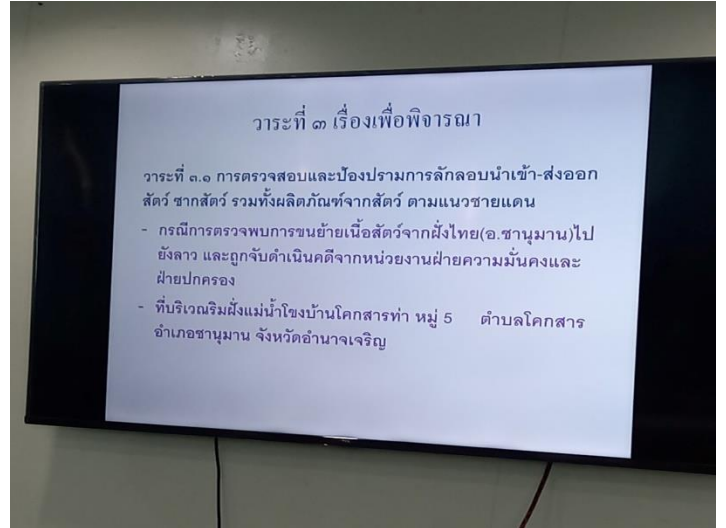 วาระที่ ๓ เรื่องเพื่อพิจารณา
วาระที่ ๓.๑ การตรวจสอบและป้องปรามการลักลอบนำเข้า-ส่งออก
สัตว์ ซากสัตว์ รวมทั้งผลิตภัณฑ์จากสัตว์ ตามแนวชายแดน
- กรณีการตรวจพบการขนย้ายเนื้อสัตว์จากฝั่งไทย(อ.ชานุมาน)ไป
ยังลาว และถูกจับดำเนินคดีจากหน่วยงานฝ่ายความมั่นคงและ
ฝ่ายปกครอง
- ที่บริเวณริมฝั่งแม่น้ำโขงบ้านโคกสารท่า หมู่ 5 ตำบลโคกสาร
อำเภอชานุมาน จังหวัดอำนาจเจริญ